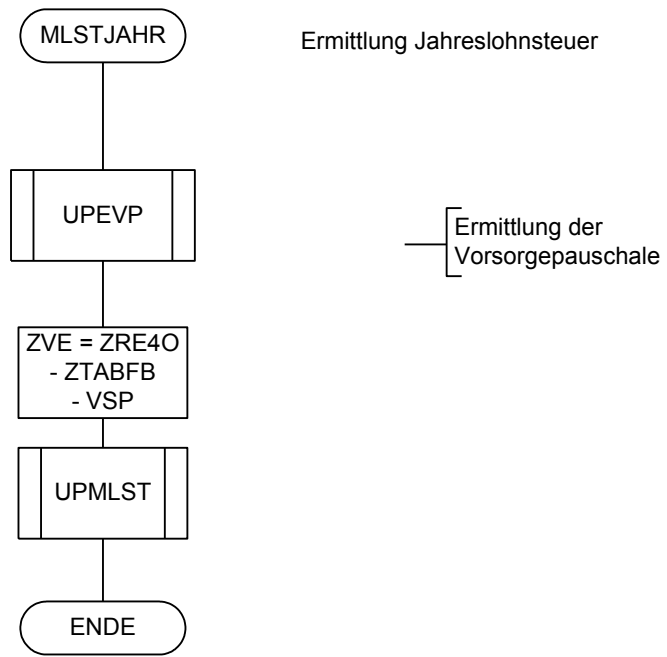 MLSTJAHR
Ermittlung Jahreslohnsteuer
UPEVP
Ermittlung der
Vorsorgepauschale
ZVE = ZRE4O
- ZTABFB
- VSP
UPMLST
ENDE